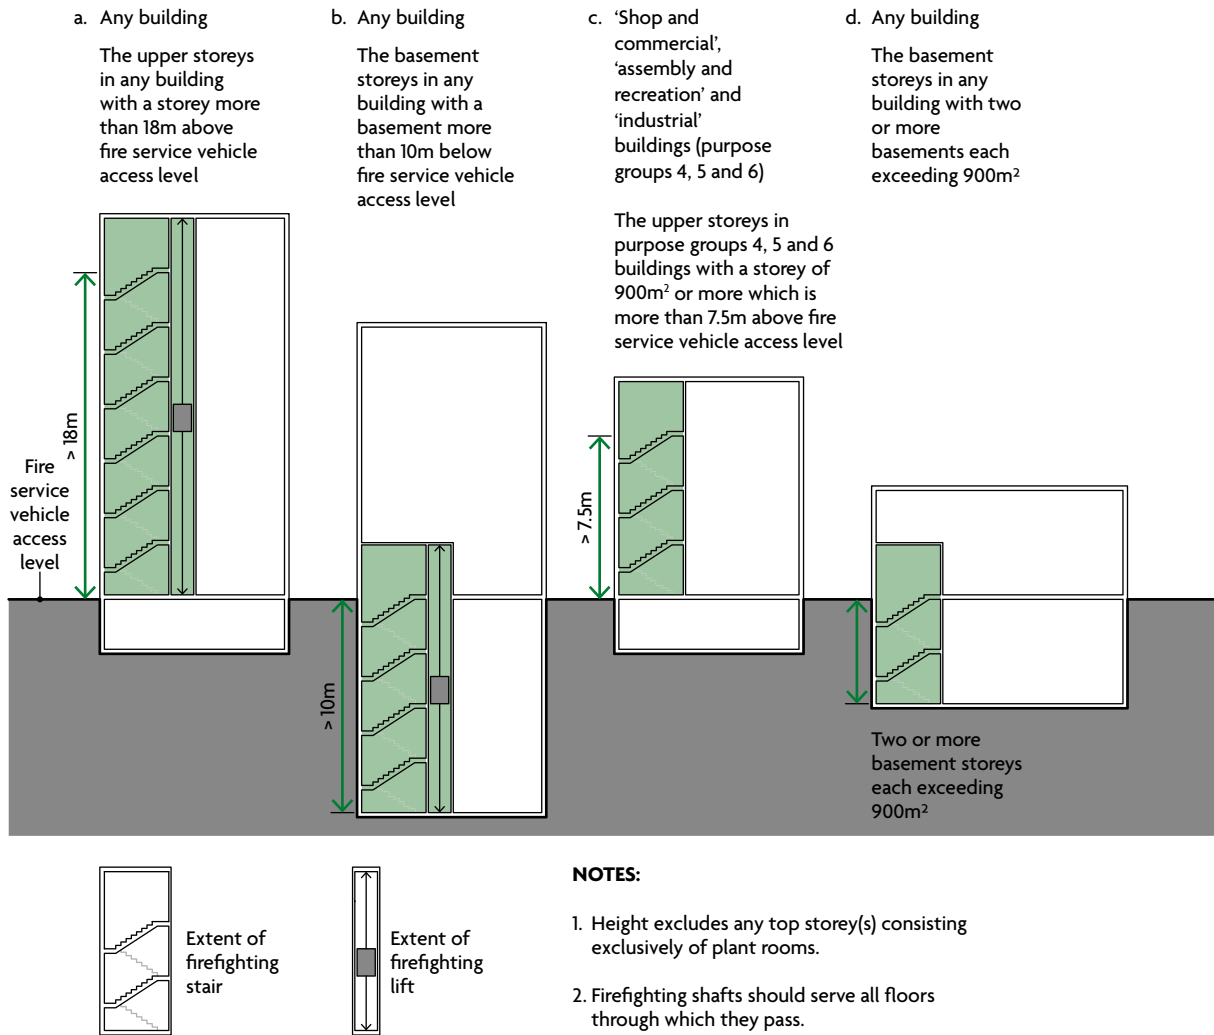 a. Any building
The upper storeys
in any building
with a storey more
than 18m above
fire service vehicle
access level
b. Any building
The basement
storeys in any
building with a
basement more
than 10m below
fire service vehicle
access level
c. ‘Shop and
commercial’,
‘assembly and
recreation’ and
‘industrial’
buildings (purpose
groups 4, 5 and 6)
The upper storeys in
purpose groups 4, 5 and 6
buildings with a storey of
900m² or more which is
more than 7.5m above fire
service vehicle access level
d. Any building
The basement
storeys in any
building with two
or more
basements each
exceeding 900m²
Fire
service
vehicle
access
level
> 18m
> 10m
> 7.5m
Two or more
basement storeys
each exceeding
900m²
Extent of
firefighting
stair
Extent of
firefighting
lift
NOTES:
1. Height excludes any top storey(s) consisting
exclusively of plant rooms.
2. Firefighting shafts should serve all floors
through which they pass.